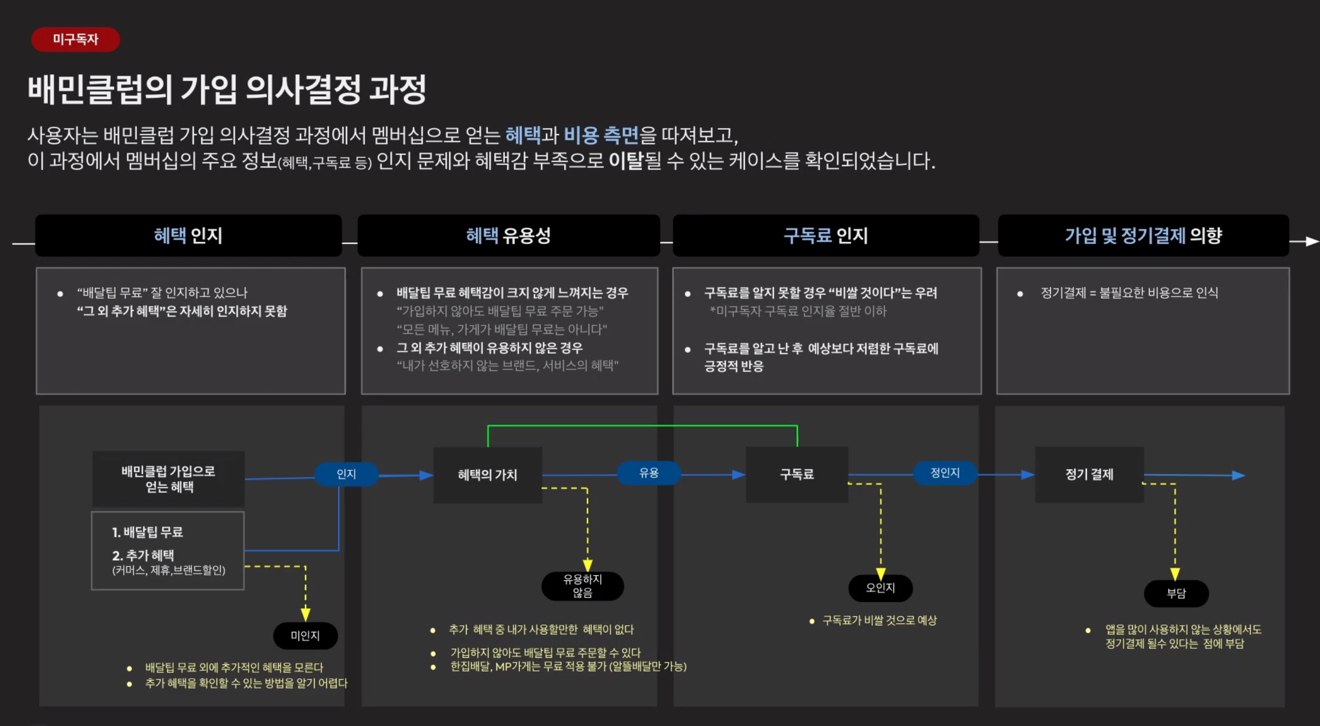 미구독자
배민클럽의 가입 의사결정 과정
사용자는 배민클럽 가입 의사결정 과정에서 멤버십으로 얻는 혜택과 비용 측면을 따져보고,
이 과정에서 멤버십의 주요 정보(혜택,구독료 등) 인지 문제와 혜택감 부족으로 이탈될 수 있는 케이스를 확인되었습니다.
혜택 인지
혜택 유용성
구독료 인지
가입 및 정기결제 의향
• “배달팁 무료” 잘 인지하고 있으나
“그 외 추가 혜택”은 자세히 인지하지 못함
• 배달팁 무료 혜택감이 크지 않게 느껴지는 경우
“가입하지 않아도 배달팁 무료 주문 가능”
“모든 메뉴, 가게가 배달팁 무료는 아니다”
• 그 외 추가 혜택이 유용하지 않은 경우
“내가 선호하지 않는 브랜드, 서비스의 혜택”
• 구독료를 알지 못할 경우 “비쌀 것이다”는 우려
*미구독자 구독료 인지율 절반 이하
• 구독료를 알고 난 후 예상보다 저렴한 구독료에
긍정적 반응
• 정기결제 = 불필요한 비용으로 인식
배민클럽 가입으로
얻는 혜택
인지
혜택의 가치
유용
구독료
정인지
정기 결제
1. 배달팁 무료
2. 추가 혜택
(커머스, 제휴,브랜드할인)
미인지
• 배달팁 무료 외에 추가적인 혜택을 모른다
• 추가 혜택을 확인할 수 있는 방법을 알기 어렵다
유용하지
않음
• 추가 혜택 중 내가 사용할만한 혜택이 없다
• 가입하지 않아도 배달팁 무료 주문할 수 있다
• 한집배달, MP가게는 무료 적용 불가 (알뜰배달만 가능)
오인지
• 구독료가 비쌀 것으로 예상
부담
• 앱을 많이 사용하지 않는 상황에서도
정기결제 될수 있다는 점에 부담